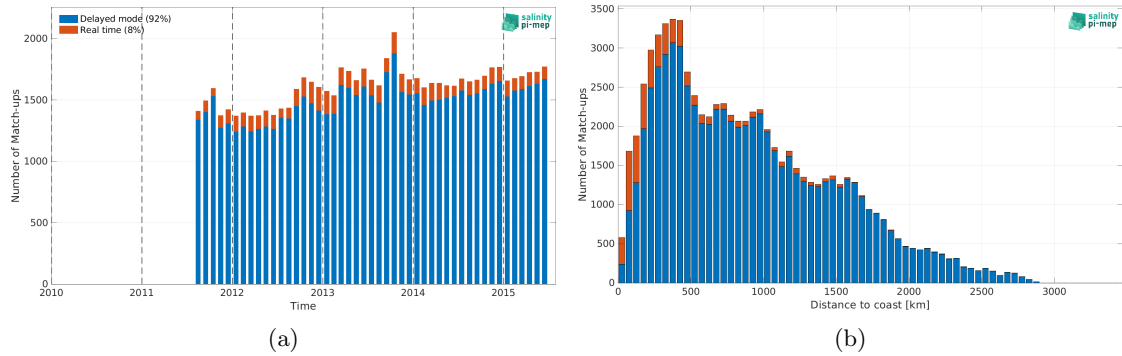 Delayed mode (92%)
Real time (8%)
salinity
pi-mep
2000
1500
1000
500
0
Number of Match-ups
2010 2011 2012 2013 2014 2015
Time
(a)
salinity
pi-mep
3500
3000
2500
2000
1500
1000
500
0
Number of Match-ups
0 500 1000 1500 2000 2500 3000
Distance to coast [km]
(b)